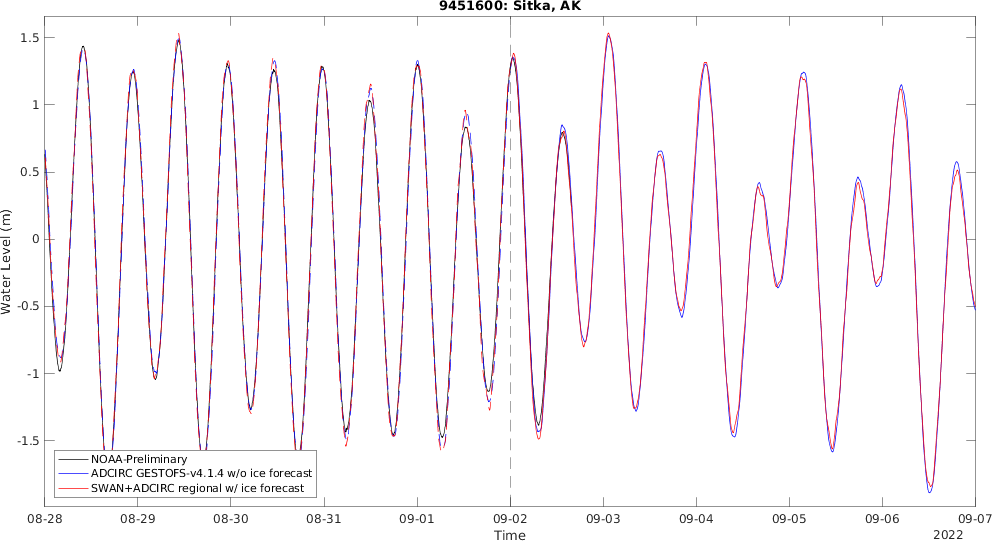 9451600: Sitka, AK
Water Level (m)
1.5
1
0.5
0
-0.5
-1
-1.5
NOAA-Preliminary
ADCIRC GESTOFS-v4.1.4 w/o ice forecast
SWAN+ADCIRC regional w/ ice forecast
08-28 08-29 08-30 08-31 09-01 09-02 09-03 09-04 09-05 09-06 09-07
Time
2022